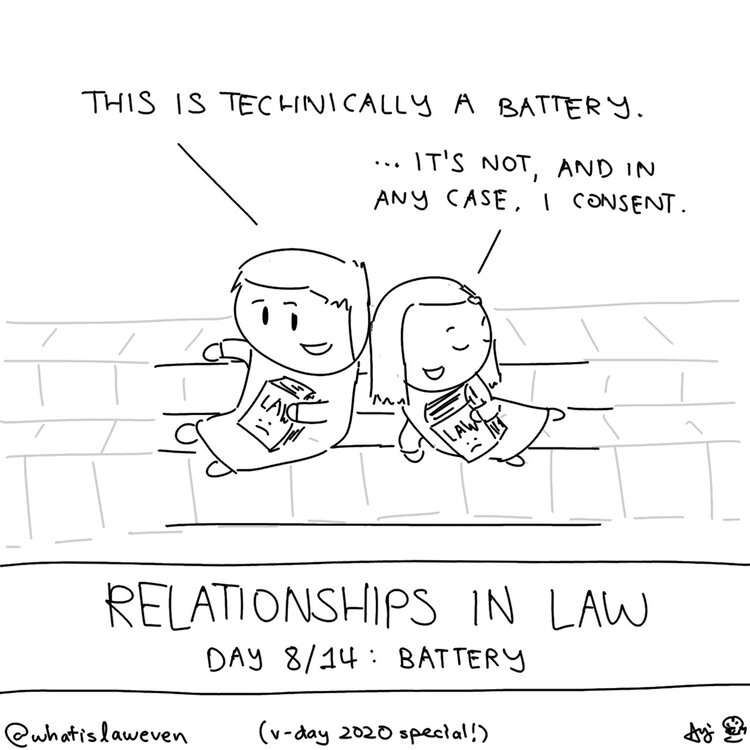 THIS IS TECHNICALLY A BATTERY.
... IT'S NOT, AND IN
ANY CASE, I CONSENT.
LAW
LAW
RELATIONSHIPS IN LAW
DAY 8/14: BATTERY
@whatislaweven (v-day 2020 special!)